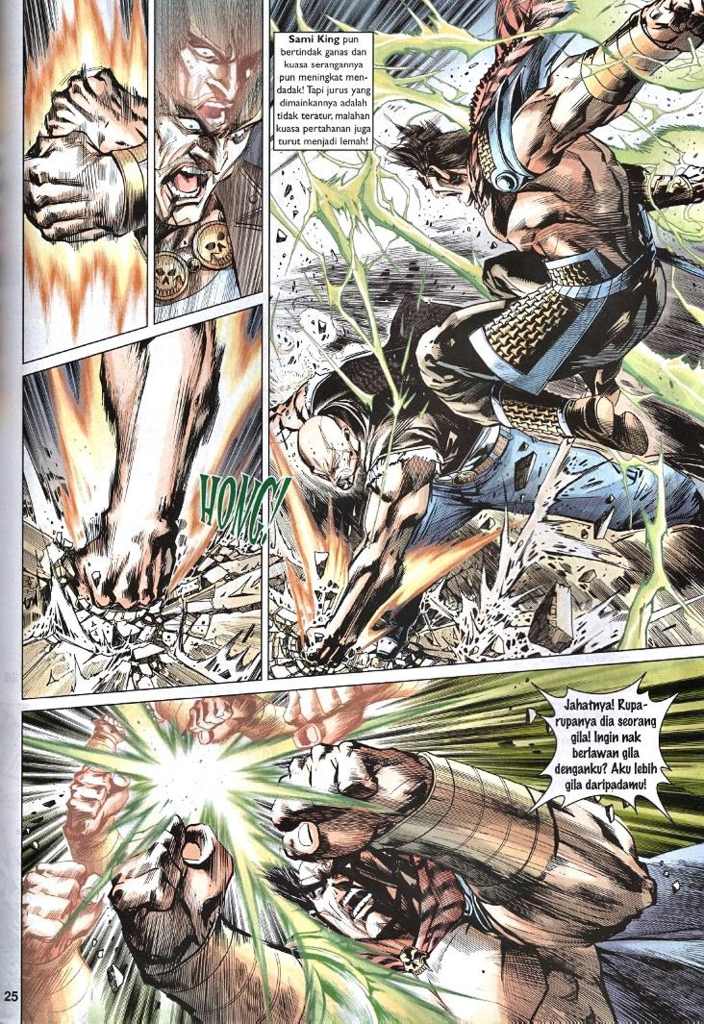 Sami King pun
bertindak ganas dan
kuasa serangannya
pun meningkat men-
dadak! Tapi jurus yang
dimainkannya adalah
tidak teratur, malahan
kuasa pertahanan juga
turut menjadi lemah!
HONG!
Jahatnya! Rupa-
rupanya dia seorang
gila! Ingin nak
berlawan gila
denganku? Aku lebih
gila daripadamu!
25